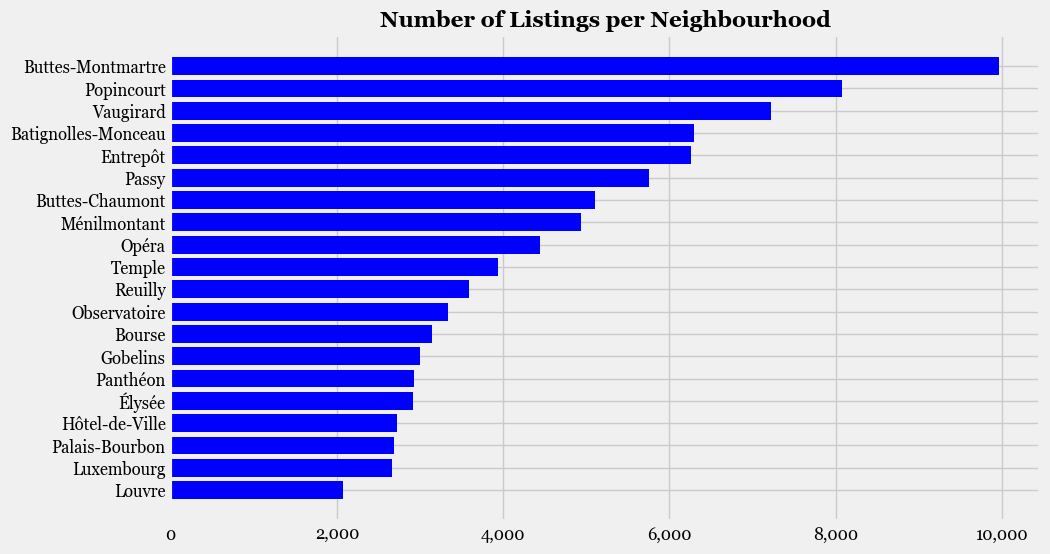 Number of Listings per Neighbourhood
Buttes-Montmartre
Popincourt
Vaugirard
Batignolles-Monceau
Entrepôt
Passy
Buttes-Chaumont
Ménilmontant
Opéra
Temple
Reuilly
Observatoire
Bourse
Gobelins
Panthéon
Élysée
Hôtel-de-Ville
Palais-Bourbon
Luxembourg
Louvre
0 2,000 4,000 6,000 8,000 10,000